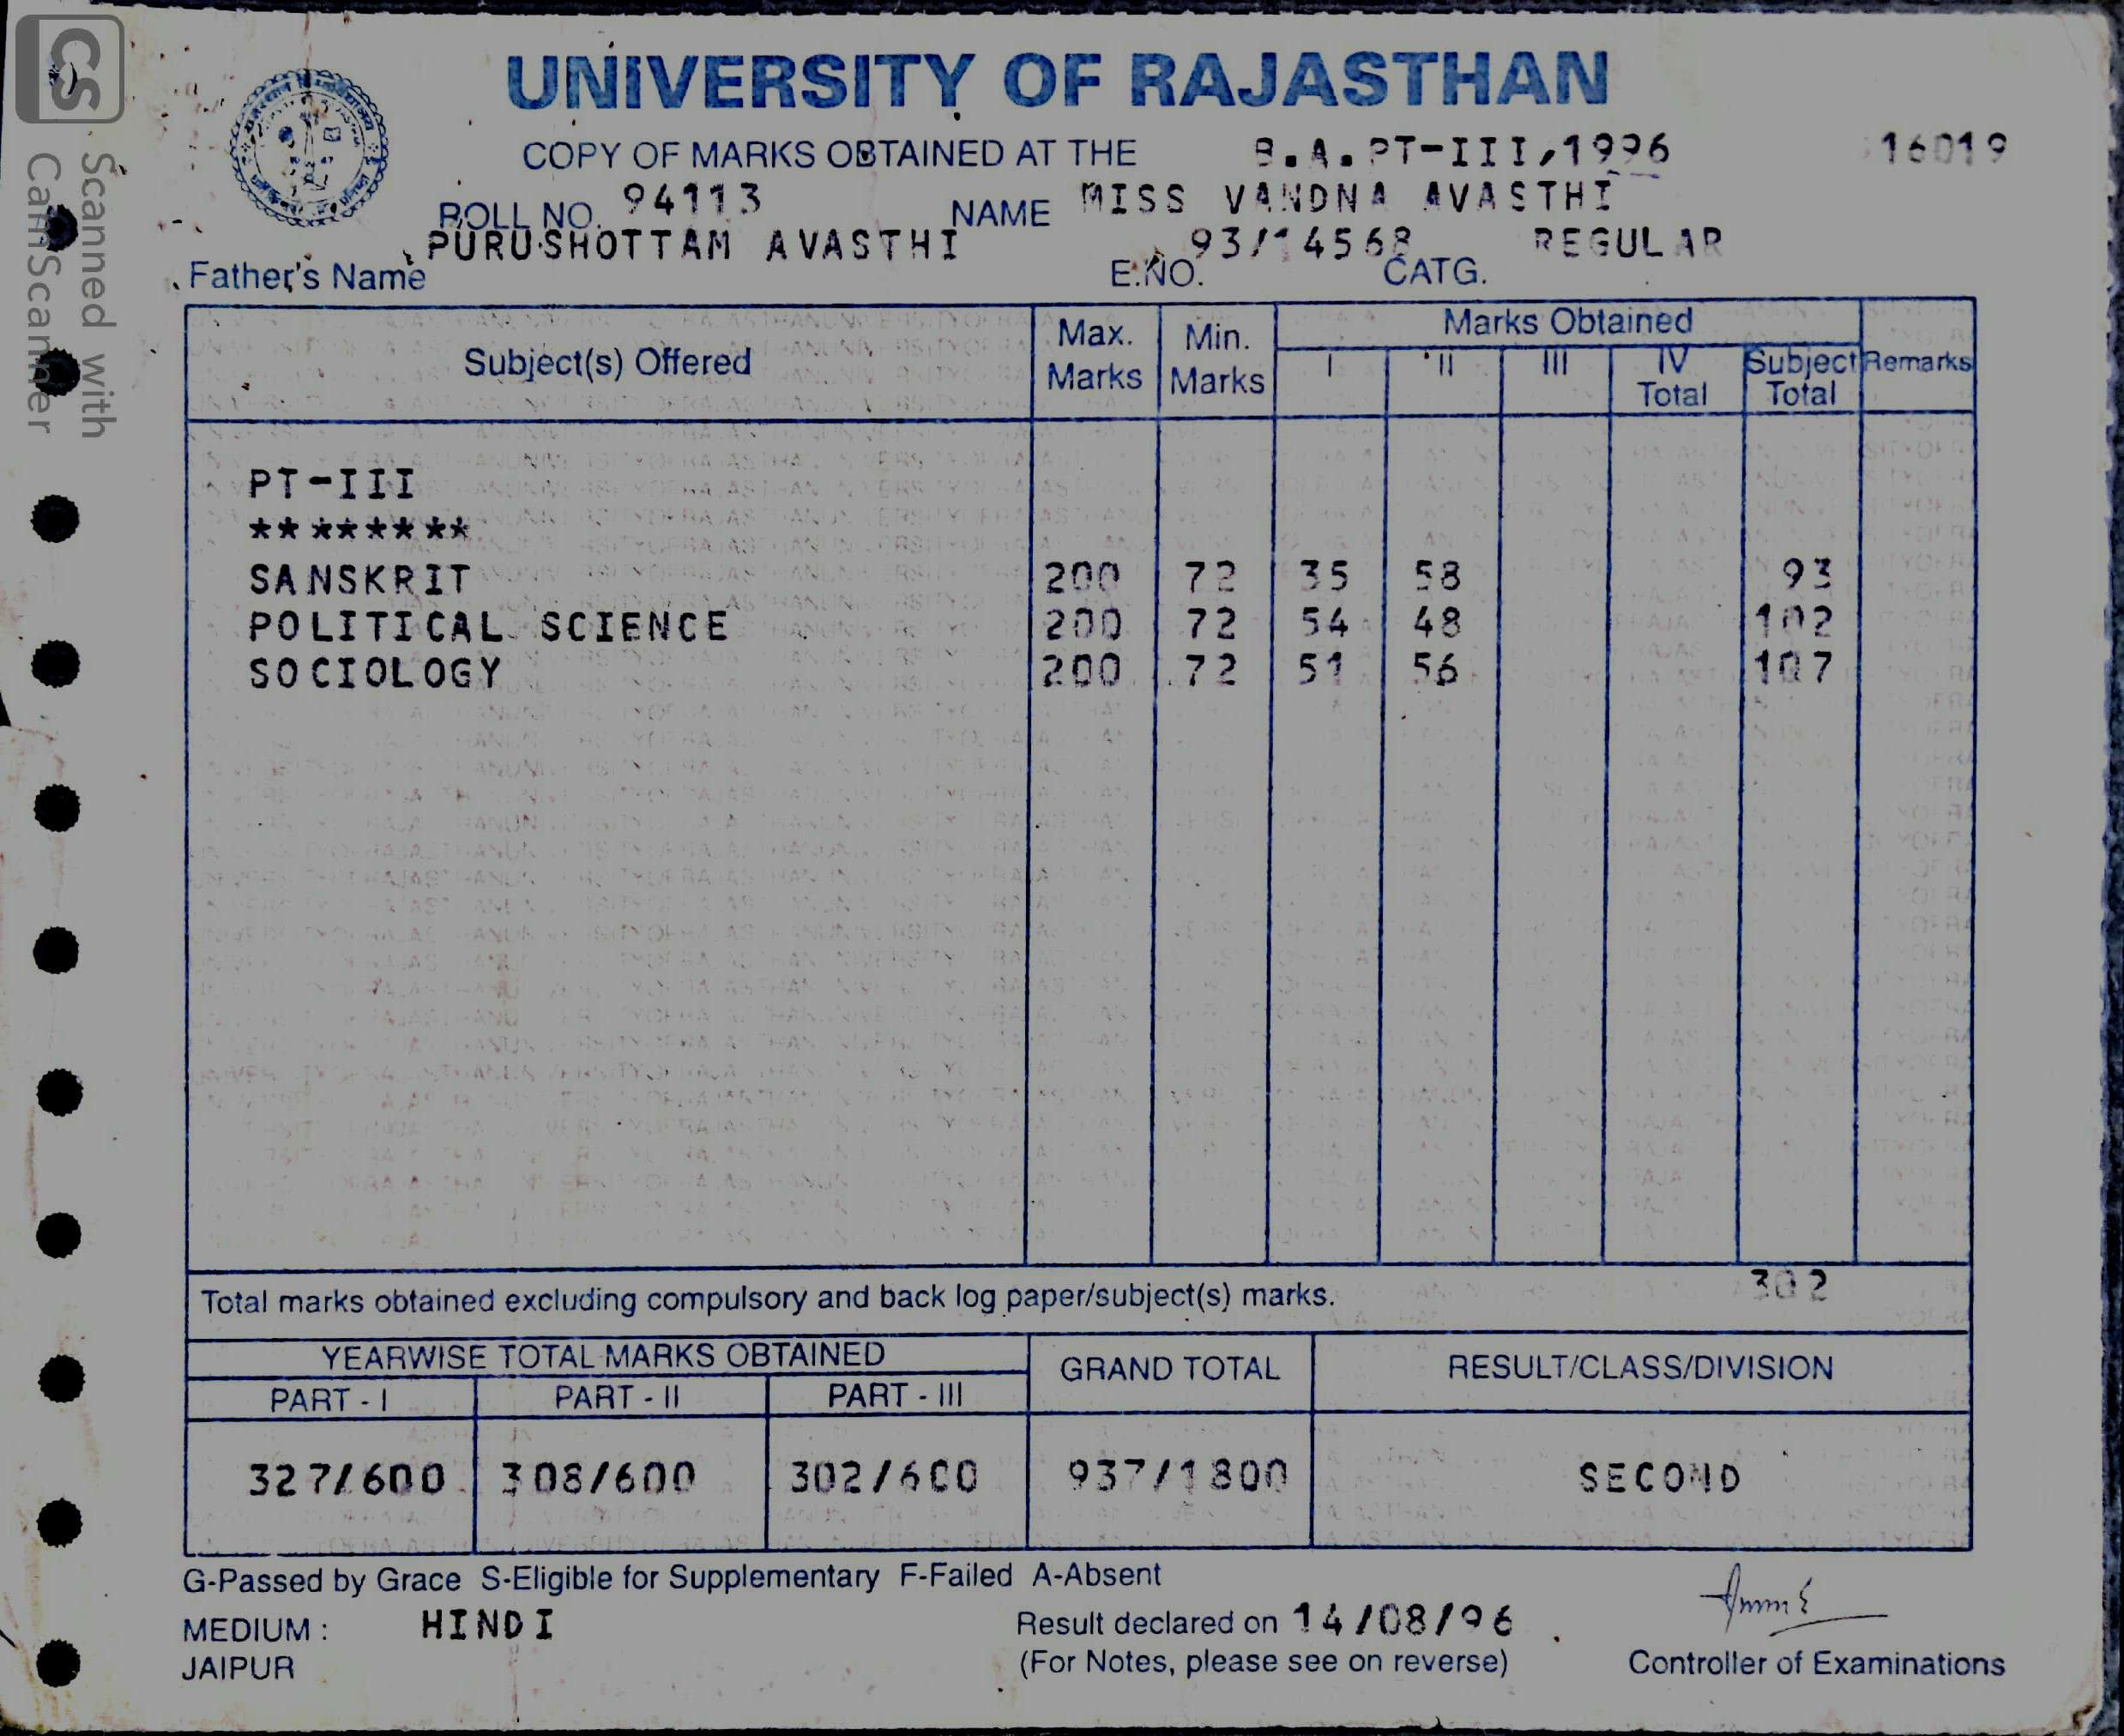 UNIVERSITY OF RAJASTHAN
COPY OF MARKS OBTAINED AT THE B.A.PT-III,1996 16019
ROLL NO. 94113 NAME MISS VANDNA AVASTHI
Father's Name PURUSHOTTAM AVASTHI E.NO. 93/14568 CATG. REGULAR
Subject(s) Offered Max. Marks Min. Marks Marks Obtained I II III IV Total Subject Total Remarks
PT-III
********
SANSKRIT 200 72 35 58 93
POLITICAL SCIENCE 200 72 54 48 102
SOCIOLOGY 200 72 51 56 107
Total marks obtained excluding compulsory and back log paper/subject(s) marks. 302
YEARWISE TOTAL MARKS OBTAINED GRAND TOTAL RESULT/CLASS/DIVISION
PART - I PART - II PART - III
327/600 308/600 302/600 937/1800 SECOND
G-Passed by Grace S-Eligible for Supplementary F-Failed A-Absent
MEDIUM : HINDI Result declared on 14/08/96
JAIPUR (For Notes, please see on reverse) Controller of Examinations
CS Scanned with
CamScanner